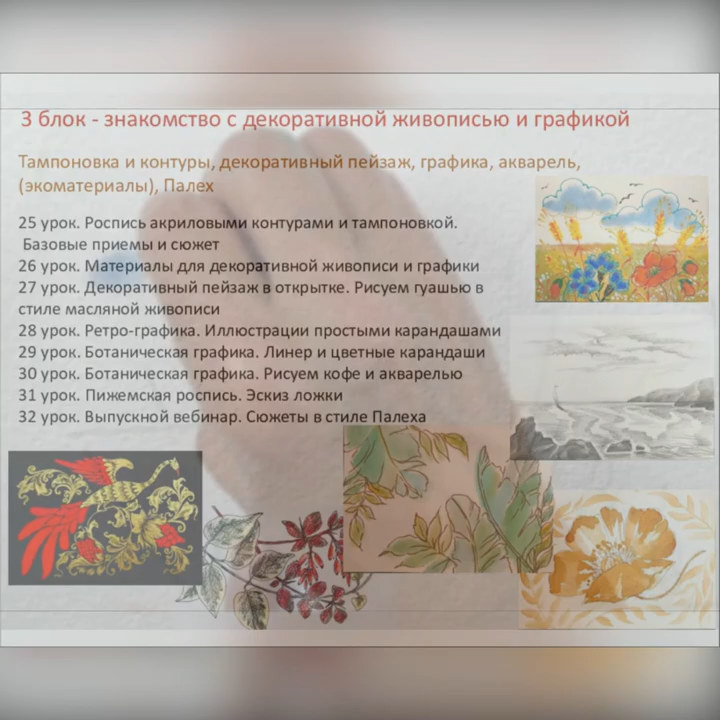 3 блок - знакомство с декоративной живописью и графикой
Тампоновка и контуры, декоративный пейзаж, графика, акварель,
(экоматериалы), Палех
25 урок. Роспись акриловыми контурами и тампоновкой.
Базовые приемы и сюжет
26 урок. Материалы для декоративной живописи и графики
27 урок. Декоративный пейзаж в открытке. Рисуем гуашью в
стиле масляной живописи
28 урок. Ретро-графика. Иллюстрации простыми карандашами
29 урок. Ботаническая графика. Линер и цветные карандаши
30 урок. Ботаническая графика. Рисуем кофе и акварелью
31 урок. Пижемская роспись. Эскиз ложки
32 урок. Выпускной вебинар. Сюжеты в стиле Палеха